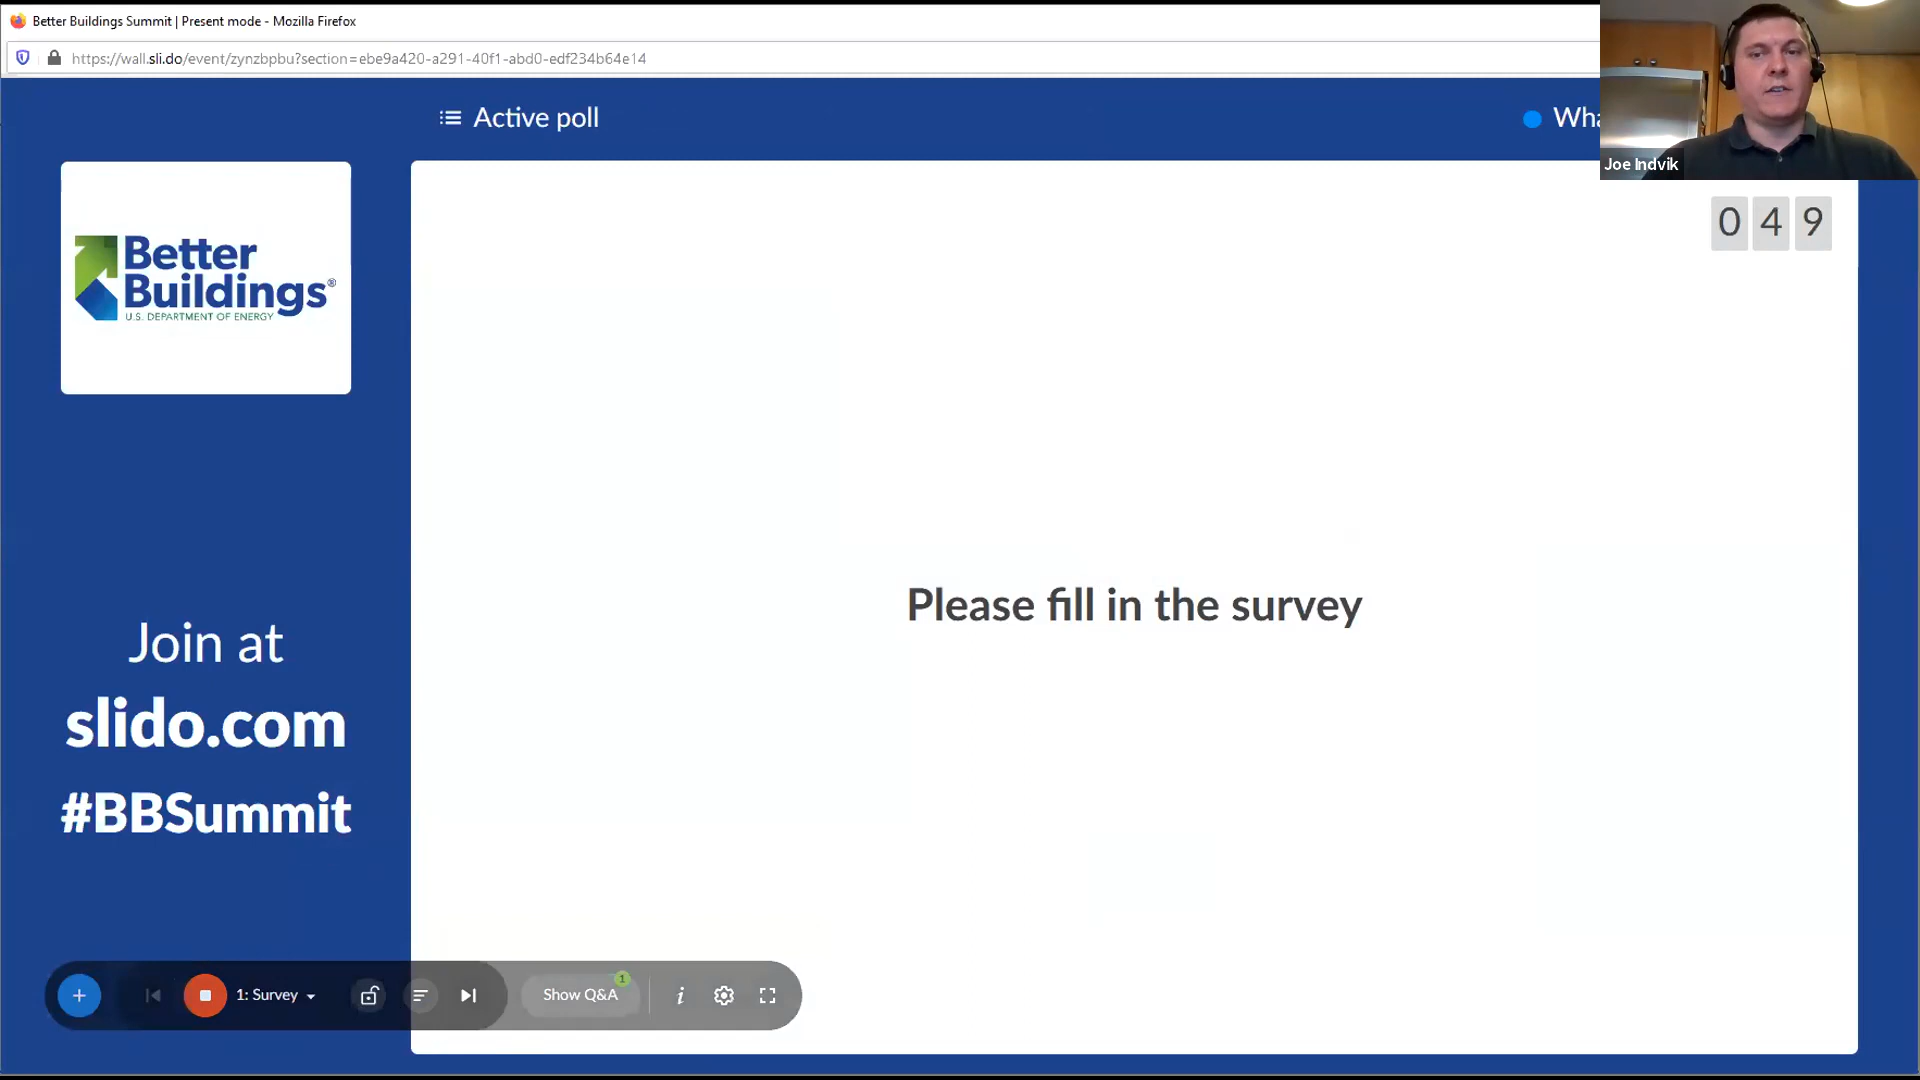 Better Buildings Summit | Present mode - Mozilla Firefox
https://wall.sli.do/event/zynzbpbu?section=ebe9a420-a291-40f1-abd0-edf234b64e14
Active poll
Wha
Joe Indvik
049
Better
Buildings®
U.S. DEPARTMENT OF ENERGY
Please fill in the survey
Join at
slido.com
#BBSummit
1: Survey
Show Q&A
1
i